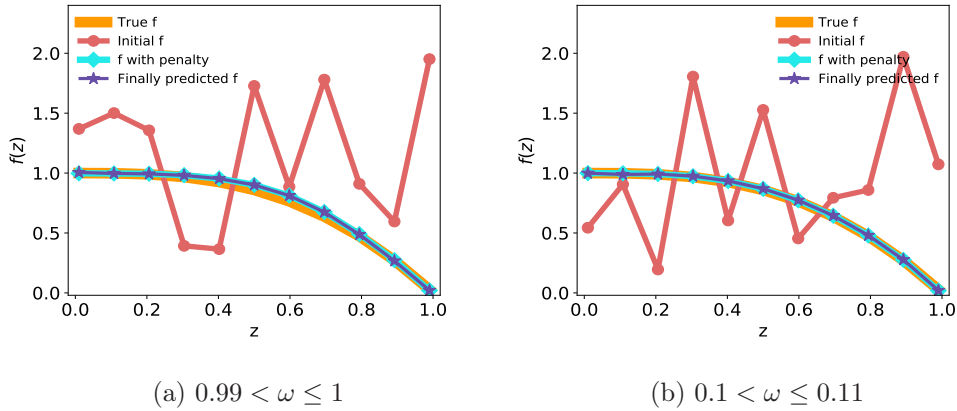 True f
Initial f
f with penalty
Finally predicted f
2.0
1.5
1.0
0.5
0.0
f(z)
0.0 0.2 0.4 0.6 0.8 1.0
z
(a) 0.99 < ω ≤ 1
True f
Initial f
f with penalty
Finally predicted f
2.0
1.5
1.0
0.5
0.0
f(z)
0.0 0.2 0.4 0.6 0.8 1.0
z
(b) 0.1 < ω ≤ 0.11